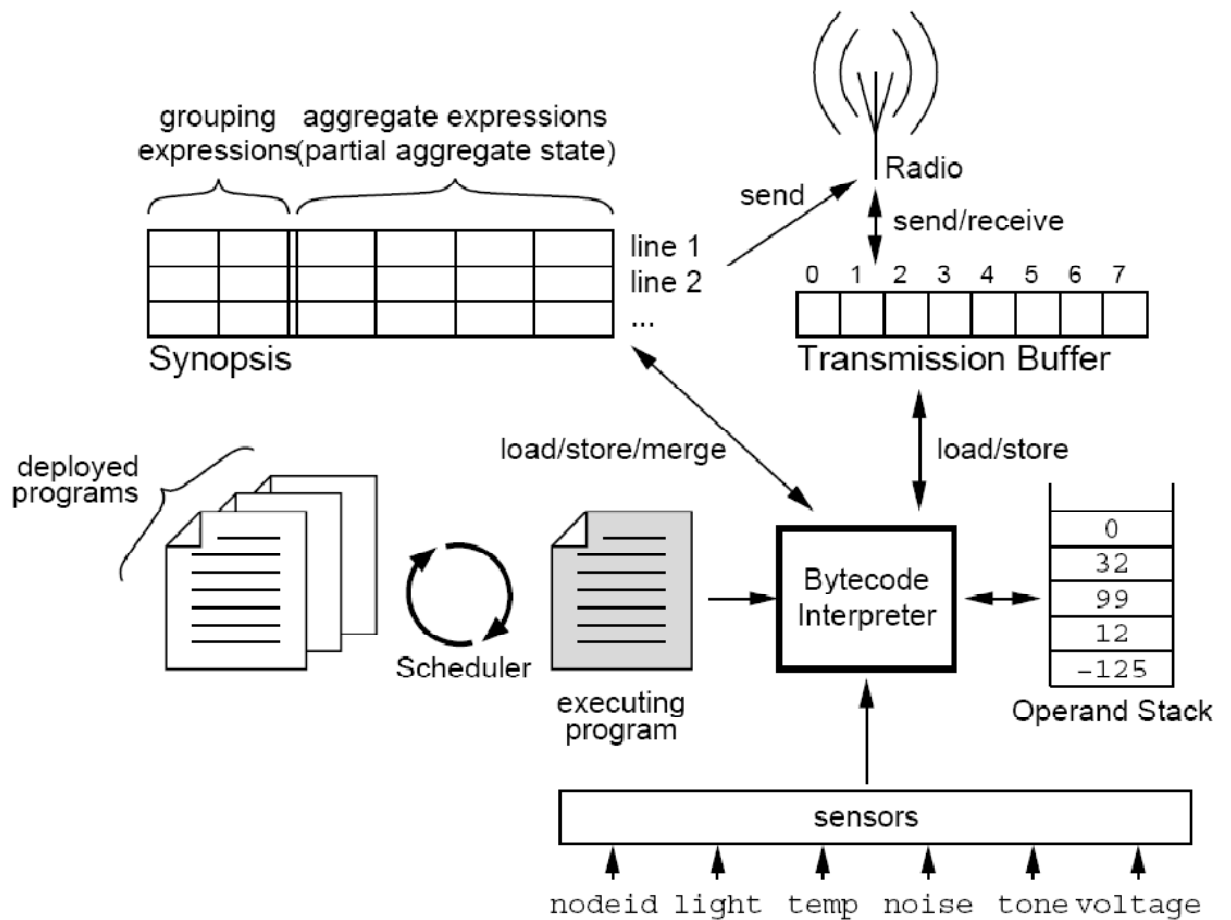 grouping
expressions
aggregate expressions
(partial aggregate state)
send
Radio
send/receive
line 1
line 2
...
0 1 2 3 4 5 6 7
Synopsis
Transmission Buffer
deployed
programs
load/store/merge
load/store
Scheduler
executing
program
Bytecode
Interpreter
0
32
99
12
-125
Operand Stack
sensors
nodeid light temp noise tone voltage